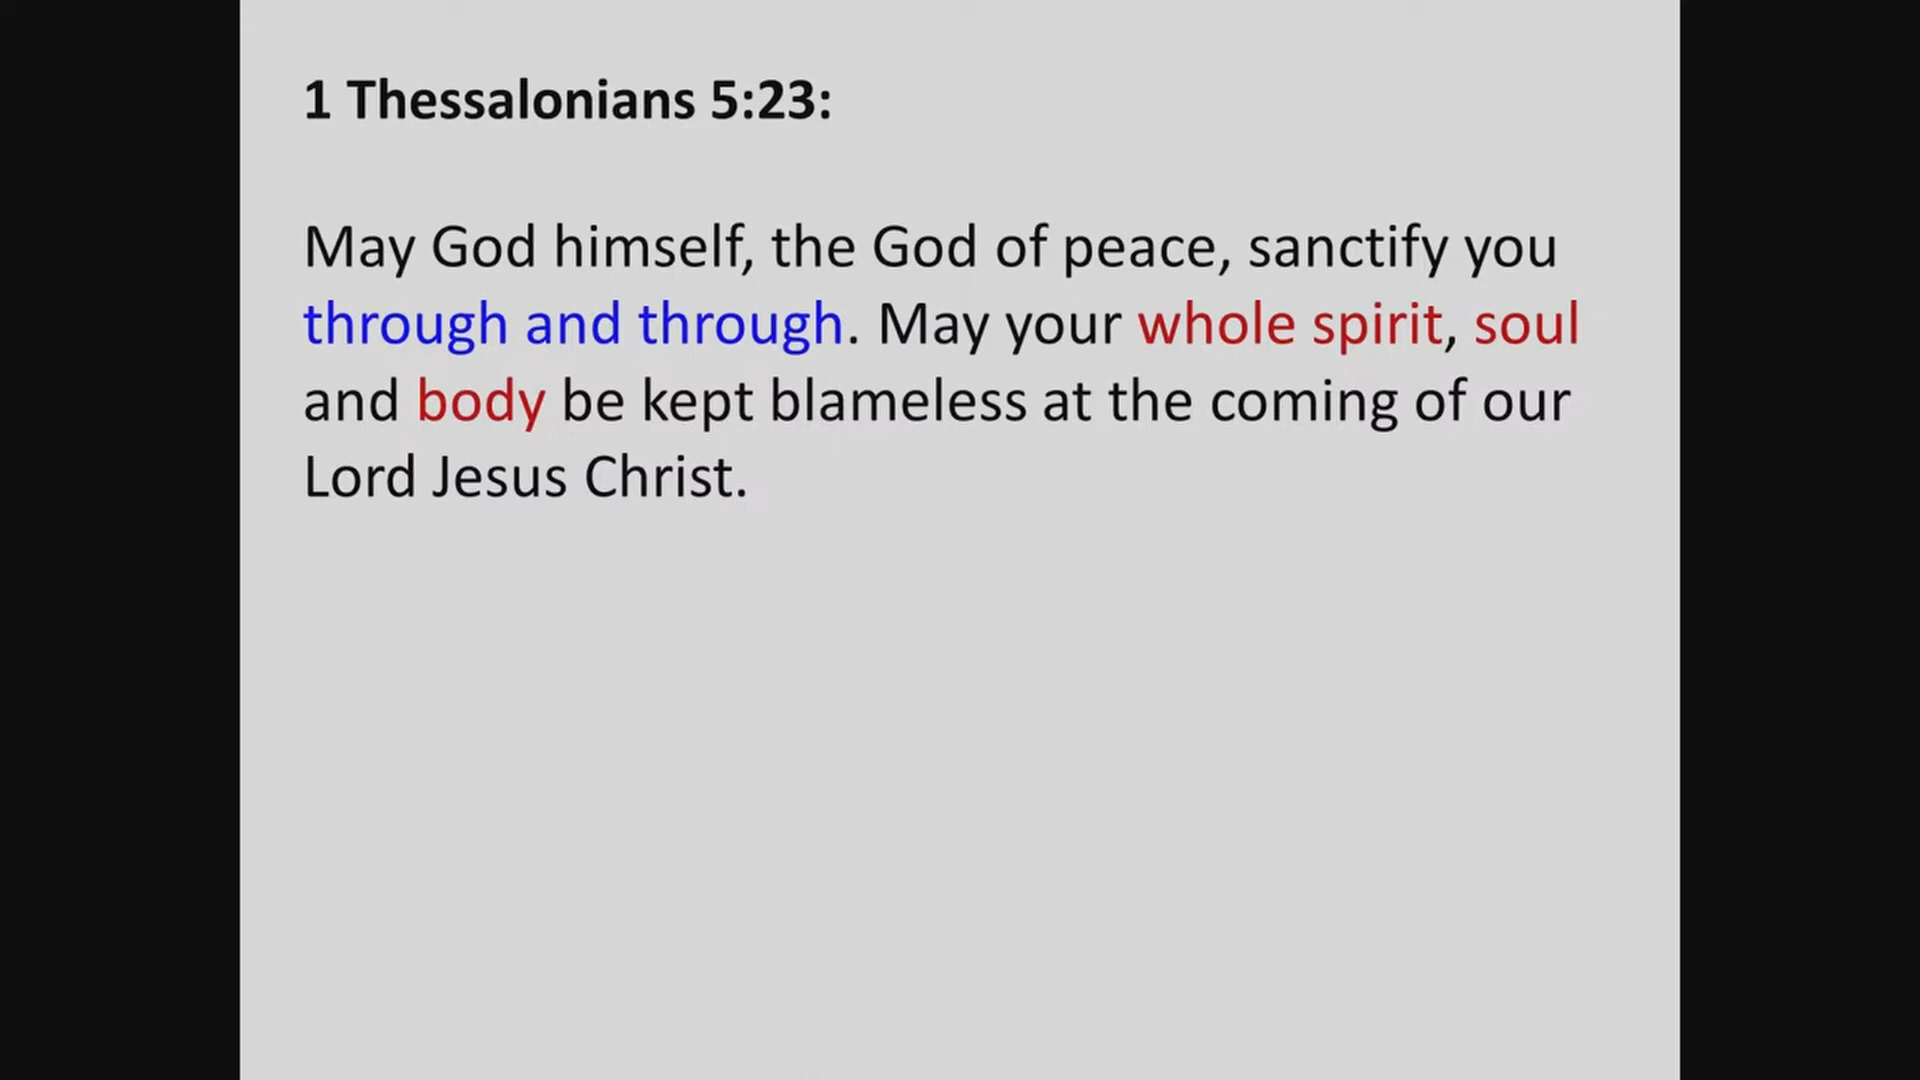 1 Thessalonians 5:23:
May God himself, the God of peace, sanctify you
through and through. May your whole spirit, soul
and body be kept blameless at the coming of our
Lord Jesus Christ.